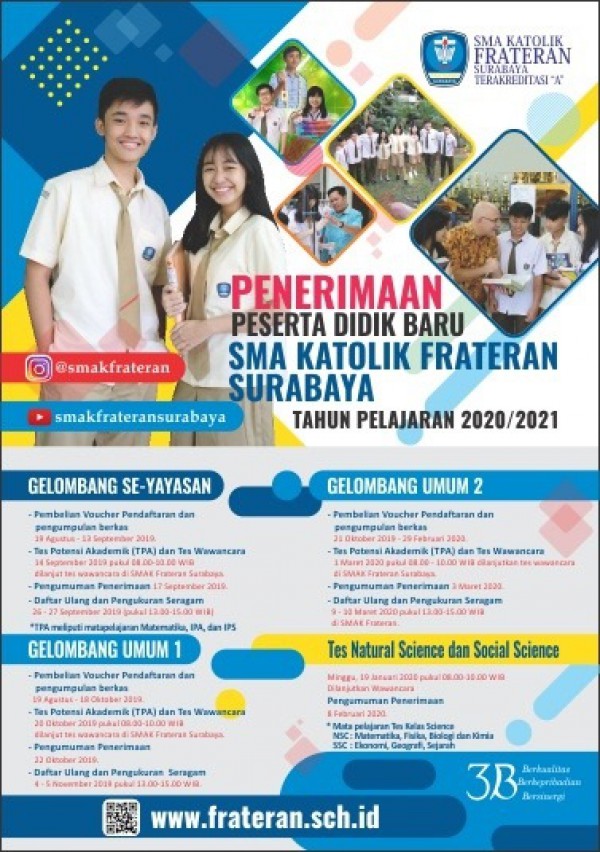 SMA KATOLIK
FRATERAN
SURABAYA
TERAKREDITASI "A"
PENERIMAAN
PESERTA DIDIK BARU
SMA KATOLIK FRATERAN
SURABAYA
TAHUN PELAJARAN 2020/2021
@smakfrateran
smakfrateransurabaya
GELOMBANG SE-YAYASAN
- Pembelian Voucher Pendaftaran dan
pengumpulan berkas
19 Agustus - 13 September 2019.
- Tes Potensi Akademik (TPA) dan Tes Wawancara
14 September 2019 pukul 08.00-10.00 WIB
dilanjut tes wawancara di SMAK Frateran Surabaya.
- Pengumuman Penerimaan 17 September 2019.
- Daftar Ulang dan Pengukuran Seragam
26 - 27 September 2019 (pukul 13.00-15.00 WIB)
*TPA meliputi matapelajaran Matematika, IPA, dan IPS
GELOMBANG UMUM 1
- Pembelian Voucher Pendaftaran dan
pengumpulan berkas
19 Agustus - 18 Oktober 2019.
- Tes Potensi Akademik (TPA) dan Tes Wawancara
20 Oktober 2019 pukul 08.00-10.00 WIB
dilanjut tes wawancara di SMAK Frateran Surabaya.
- Pengumuman Penerimaan
22 Oktober 2019.
- Daftar Ulang dan Pengukuran Seragam
4 - 5 November 2019 pukul 13.00-15.00 WIB.
GELOMBANG UMUM 2
- Pembelian Voucher Pendaftaran dan
pengumpulan berkas
21 Oktober 2019 - 29 Februari 2020.
- Tes Potensi Akademik (TPA) dan Tes Wawancara
1 Maret 2020 pukul 08.00 - 10.00 WIB dilanjutkan tes wawancara
di SMAK Frateran Surabaya.
- Pengumuman Penerimaan 3 Maret 2020.
- Daftar Ulang dan Pengukuran Seragam
9 - 10 Maret 2020 pukul 13.00-15.00 WIB
di SMAK Frateran.
Tes Natural Science dan Social Science
Minggu, 19 Januari 2020 pukul 08.00-10.00 WIB
Dilanjutkan Wawancara
Pengumuman Penerimaan
8 Februari 2020.
* Mata pelajaran Tes Kelas Science
NSC : Matematika, Fisika, Biologi dan Kimia
SSC : Ekonomi, Geografi, Sejarah
3B
Berkualitas
Berkepribadian
Bersinergi
www.frateran.sch.id